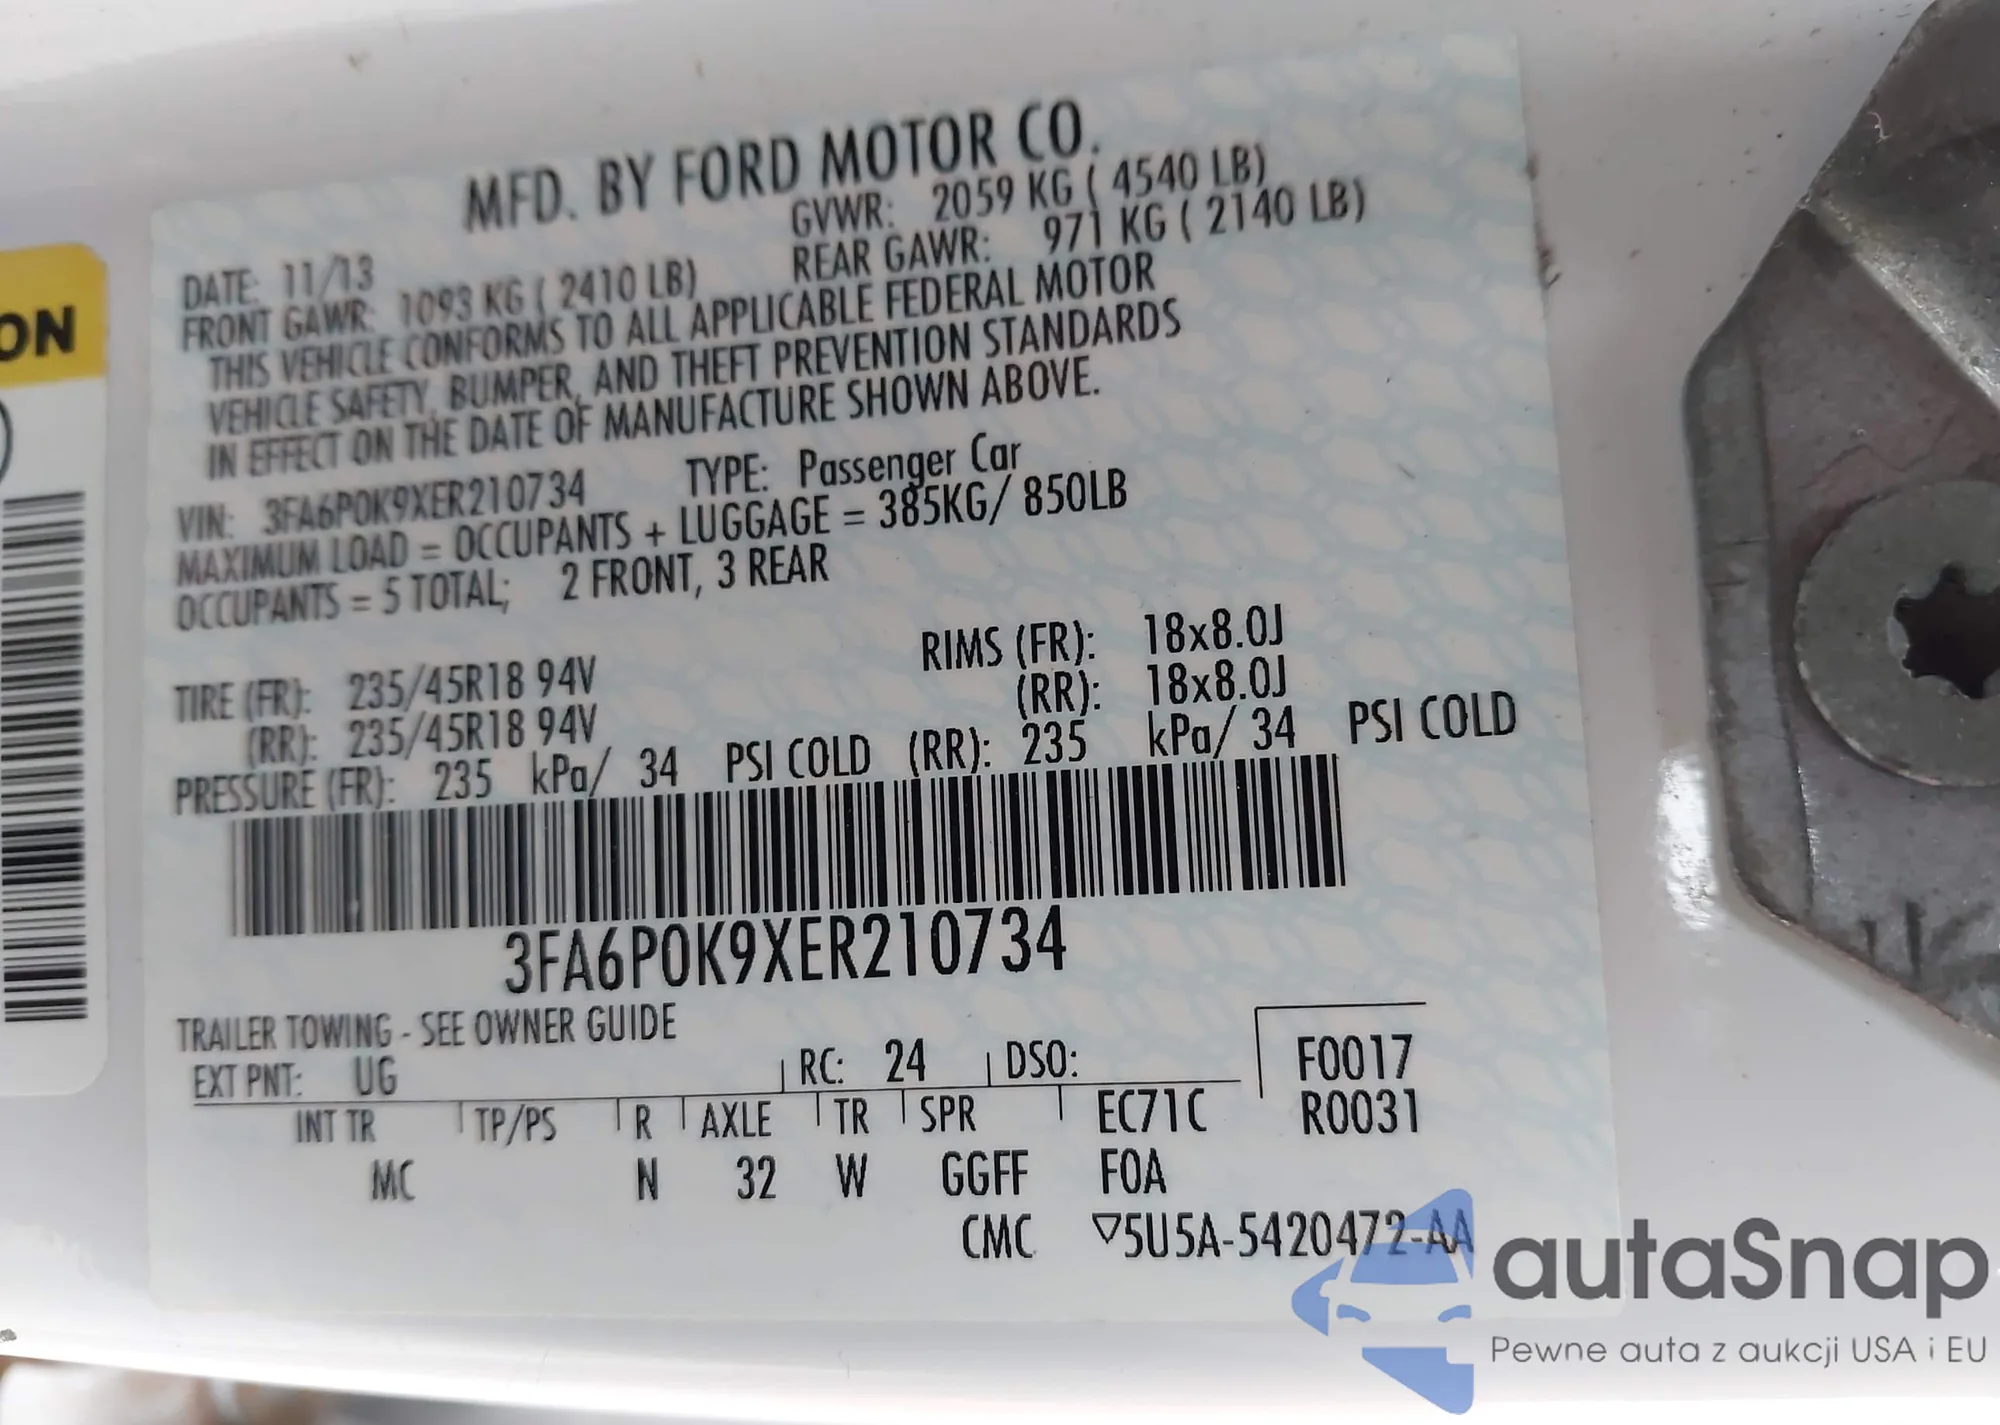 MFD. BY FORD MOTOR CO.
DATE: 11/13 GVWR: 2059 KG ( 4540 LB)
FRONT GAWR: 1093 KG ( 2410 LB) REAR GAWR: 971 KG ( 2140 LB)
THIS VEHICLE CONFORMS TO ALL APPLICABLE FEDERAL MOTOR
VEHICLE SAFETY, BUMPER, AND THEFT PREVENTION STANDARDS
IN EFFECT ON THE DATE OF MANUFACTURE SHOWN ABOVE.
VIN: 3FA6P0K9XER210734 TYPE: Passenger Car
MAXIMUM LOAD = OCCUPANTS + LUGGAGE = 385KG/ 850LB
OCCUPANTS = 5 TOTAL; 2 FRONT, 3 REAR
TIRE (FR): 235/45R18 94V RIMS (FR): 18x8.0J
(RR): 235/45R18 94V (RR): 18x8.0J
PRESSURE (FR): 235 kPa/ 34 PSI COLD (RR): 235 kPa/ 34 PSI COLD
3FA6P0K9XER210734
TRAILER TOWING - SEE OWNER GUIDE
EXT PNT: UG RC: 24 DSO: F0017
INT TR TP/PS R AXLE TR SPR EC71C R0031
MC N 32 W GGFF FOA
CMC ▽5U5A-5420472-AA
ON
autaSnap
Pewne auta z aukcji USA i EU